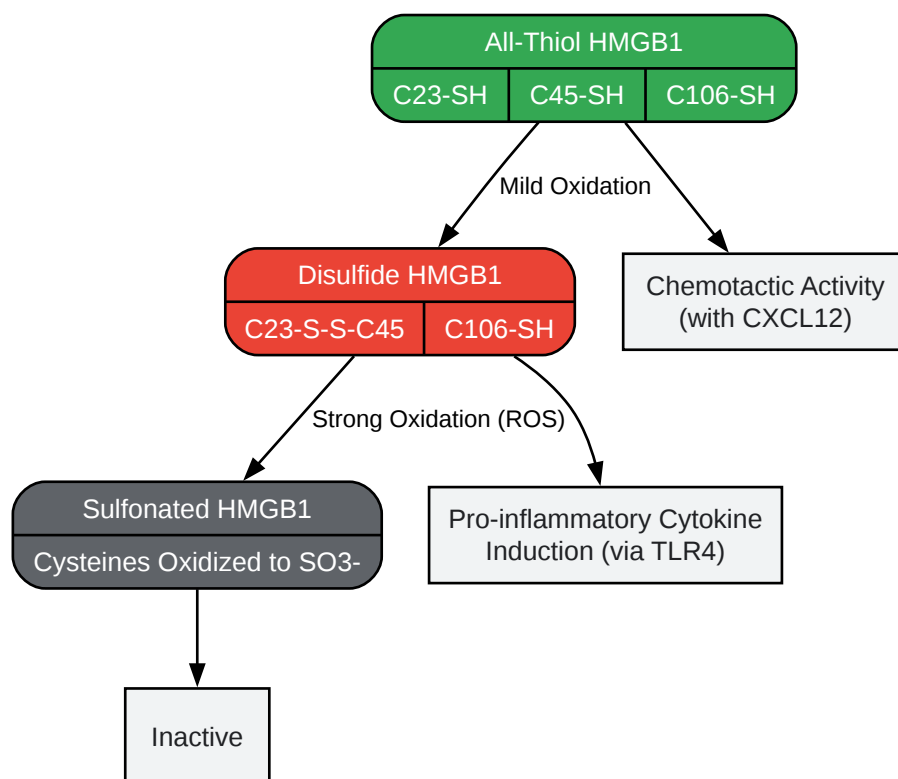 All-Thiol HMGB1
C23-SH C45-SH C106-SH
Mild Oxidation
Disulfide HMGB1
C23-S-S-C45 C106-SH
Chemotactic Activity
(with CXCL12)
Strong Oxidation (ROS)
Sulfonated HMGB1
Cysteines Oxidized to SO3-
Pro-inflammatory Cytokine
Induction (via TLR4)
Inactive